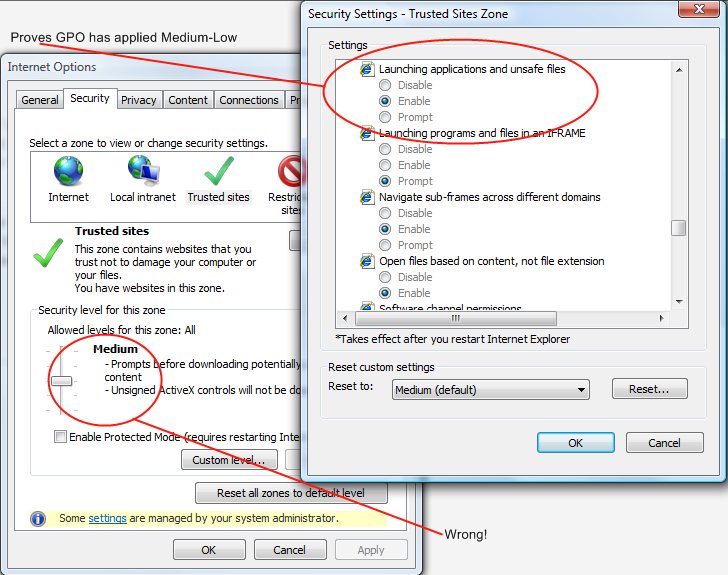 Proves GPO has applied Medium-Low
Internet Options
General
Security
Privacy
Content
Connections
Select a zone to view or change security settings.
Internet
Local intranet
Trusted sites
sites
Trusted sites
This zone contains websites that you
trust not to damage your computer or
your files.
You have websites in this zone.
Security level for this zone
Allowed levels for this zone: All
Medium
- Prompts before downloading potentially
content
- Unsigned ActiveX controls will not be
Enable Protected Mode (requires restarting
Custom level...
Reset all zones to default level
Some settings are managed by your system administrator.
OK
Cancel
Apply
Security Settings - Trusted Sites Zone
Settings
Launching applications and unsafe files
Disable
Enable
Prompt
Launching programs and files in an IFRAME
Disable
Enable
Prompt
Navigate sub-frames across different domains
Disable
Enable
Prompt
Open files based on content, not file extension
Disable
Enable
Software channel permissions
*Takes effect after you restart Internet Explorer
Reset custom settings
Reset to:
Medium (default)
Reset...
OK
Cancel
Wrong!